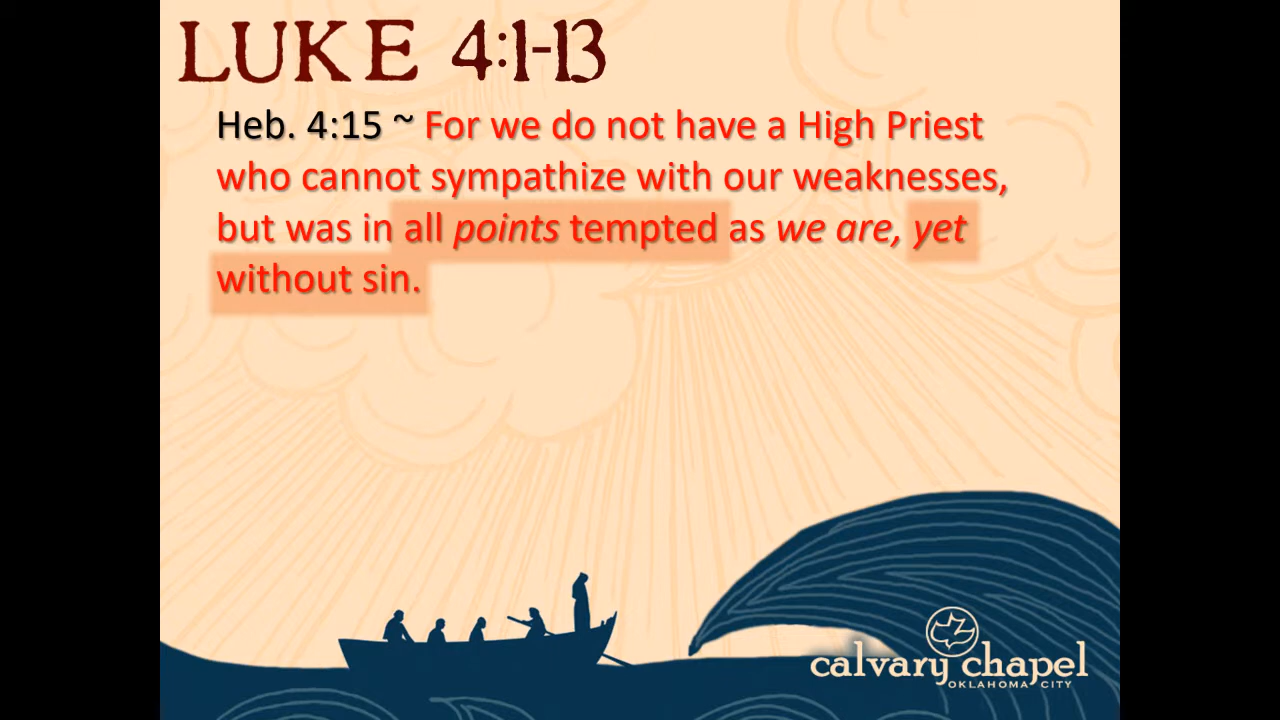 LUKE 4:1-13
Heb. 4:15 ~ For we do not have a High Priest
who cannot sympathize with our weaknesses,
but was in all points tempted as we are, yet
without sin.
calvary chapel
OKLAHOMA CITY